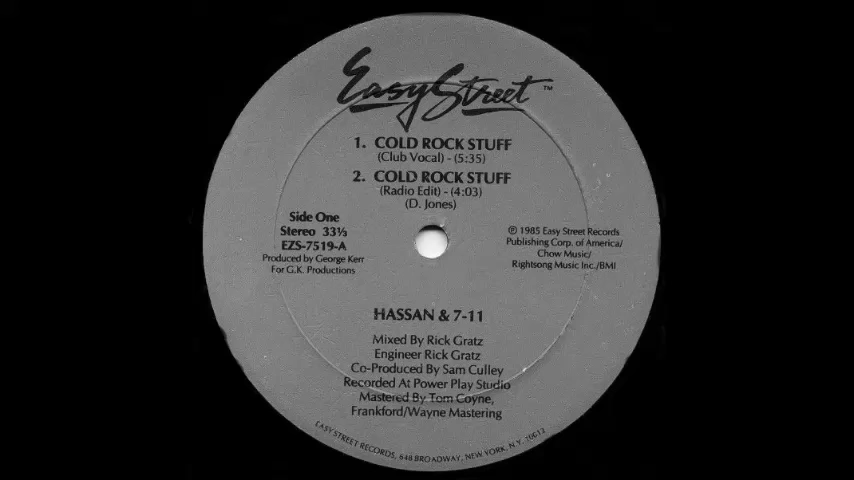 Easy Street ™
1. COLD ROCK STUFF
(Club Vocal) - (5:35)
2. COLD ROCK STUFF
(Radio Edit) - (4:03)
(D. Jones)
Side One
Stereo 33⅓
EZS-7519-A
Produced by George Kerr
For G.K. Productions
℗ 1985 Easy Street Records
Publishing Corp. of America/
Chow Music/
Rightsong Music Inc./BMI
HASSAN & 7-11
Mixed By Rick Gratz
Engineer Rick Gratz
Co-Produced By Sam Culley
Recorded At Power Play Studio
Mastered By Tom Coyne,
Frankford/Wayne Mastering
EASY STREET RECORDS, 648 BROADWAY, NEW YORK, N.Y. 10012